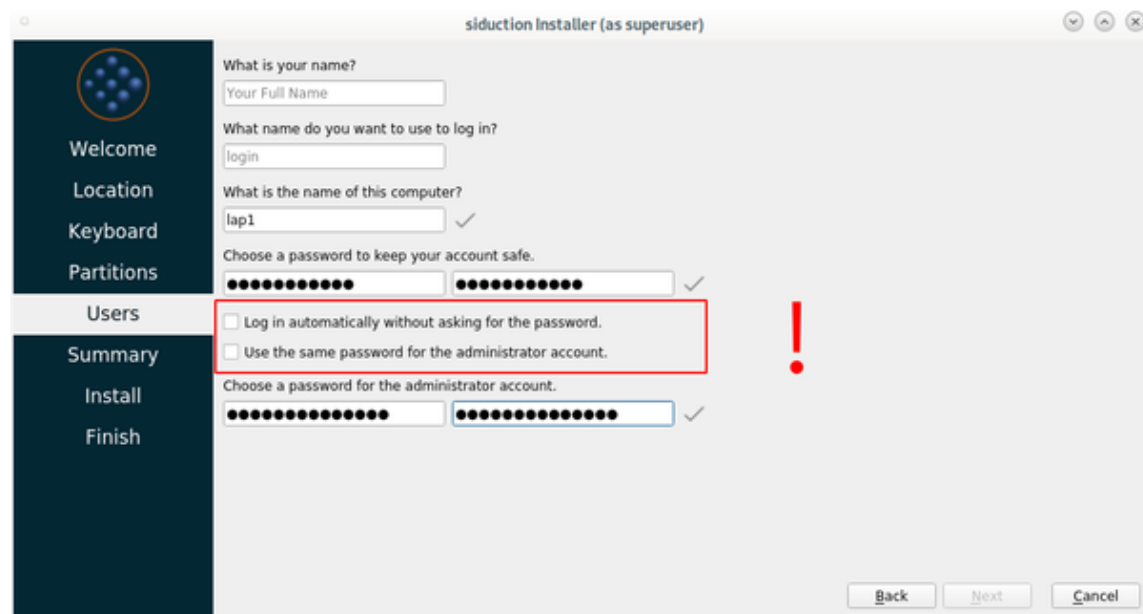 siduction Installer (as superuser)
Welcome
Location
Keyboard
Partitions
Users
Summary
Install
Finish
What is your name?
Your Full Name
What name do you want to use to log in?
login
What is the name of this computer?
lap1
Choose a password to keep your account safe.
●●●●●●●●●●● ●●●●●●●●●●●
Log in automatically without asking for the password.
Use the same password for the administrator account.
!
Choose a password for the administrator account.
●●●●●●●●●●●●●● ●●●●●●●●●●●●●●
Back Next Cancel